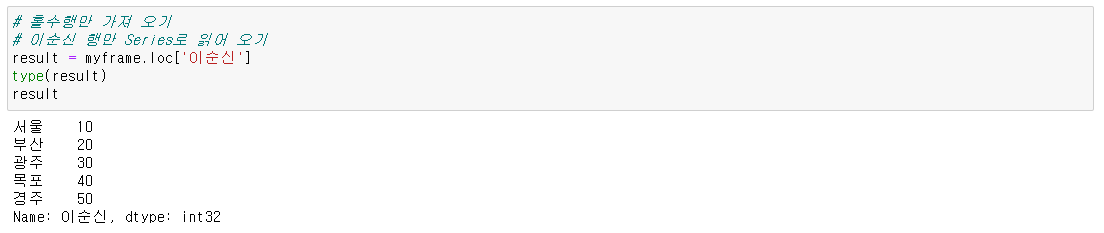 # 홀수행만 가져 오기
# 이순신 행만 Series로 읽어 오기
result = myframe.loc['이순신']
type(result)
result
서울    10
부산    20
광주    30
목포    40
경주    50
Name: 이순신, dtype: int32